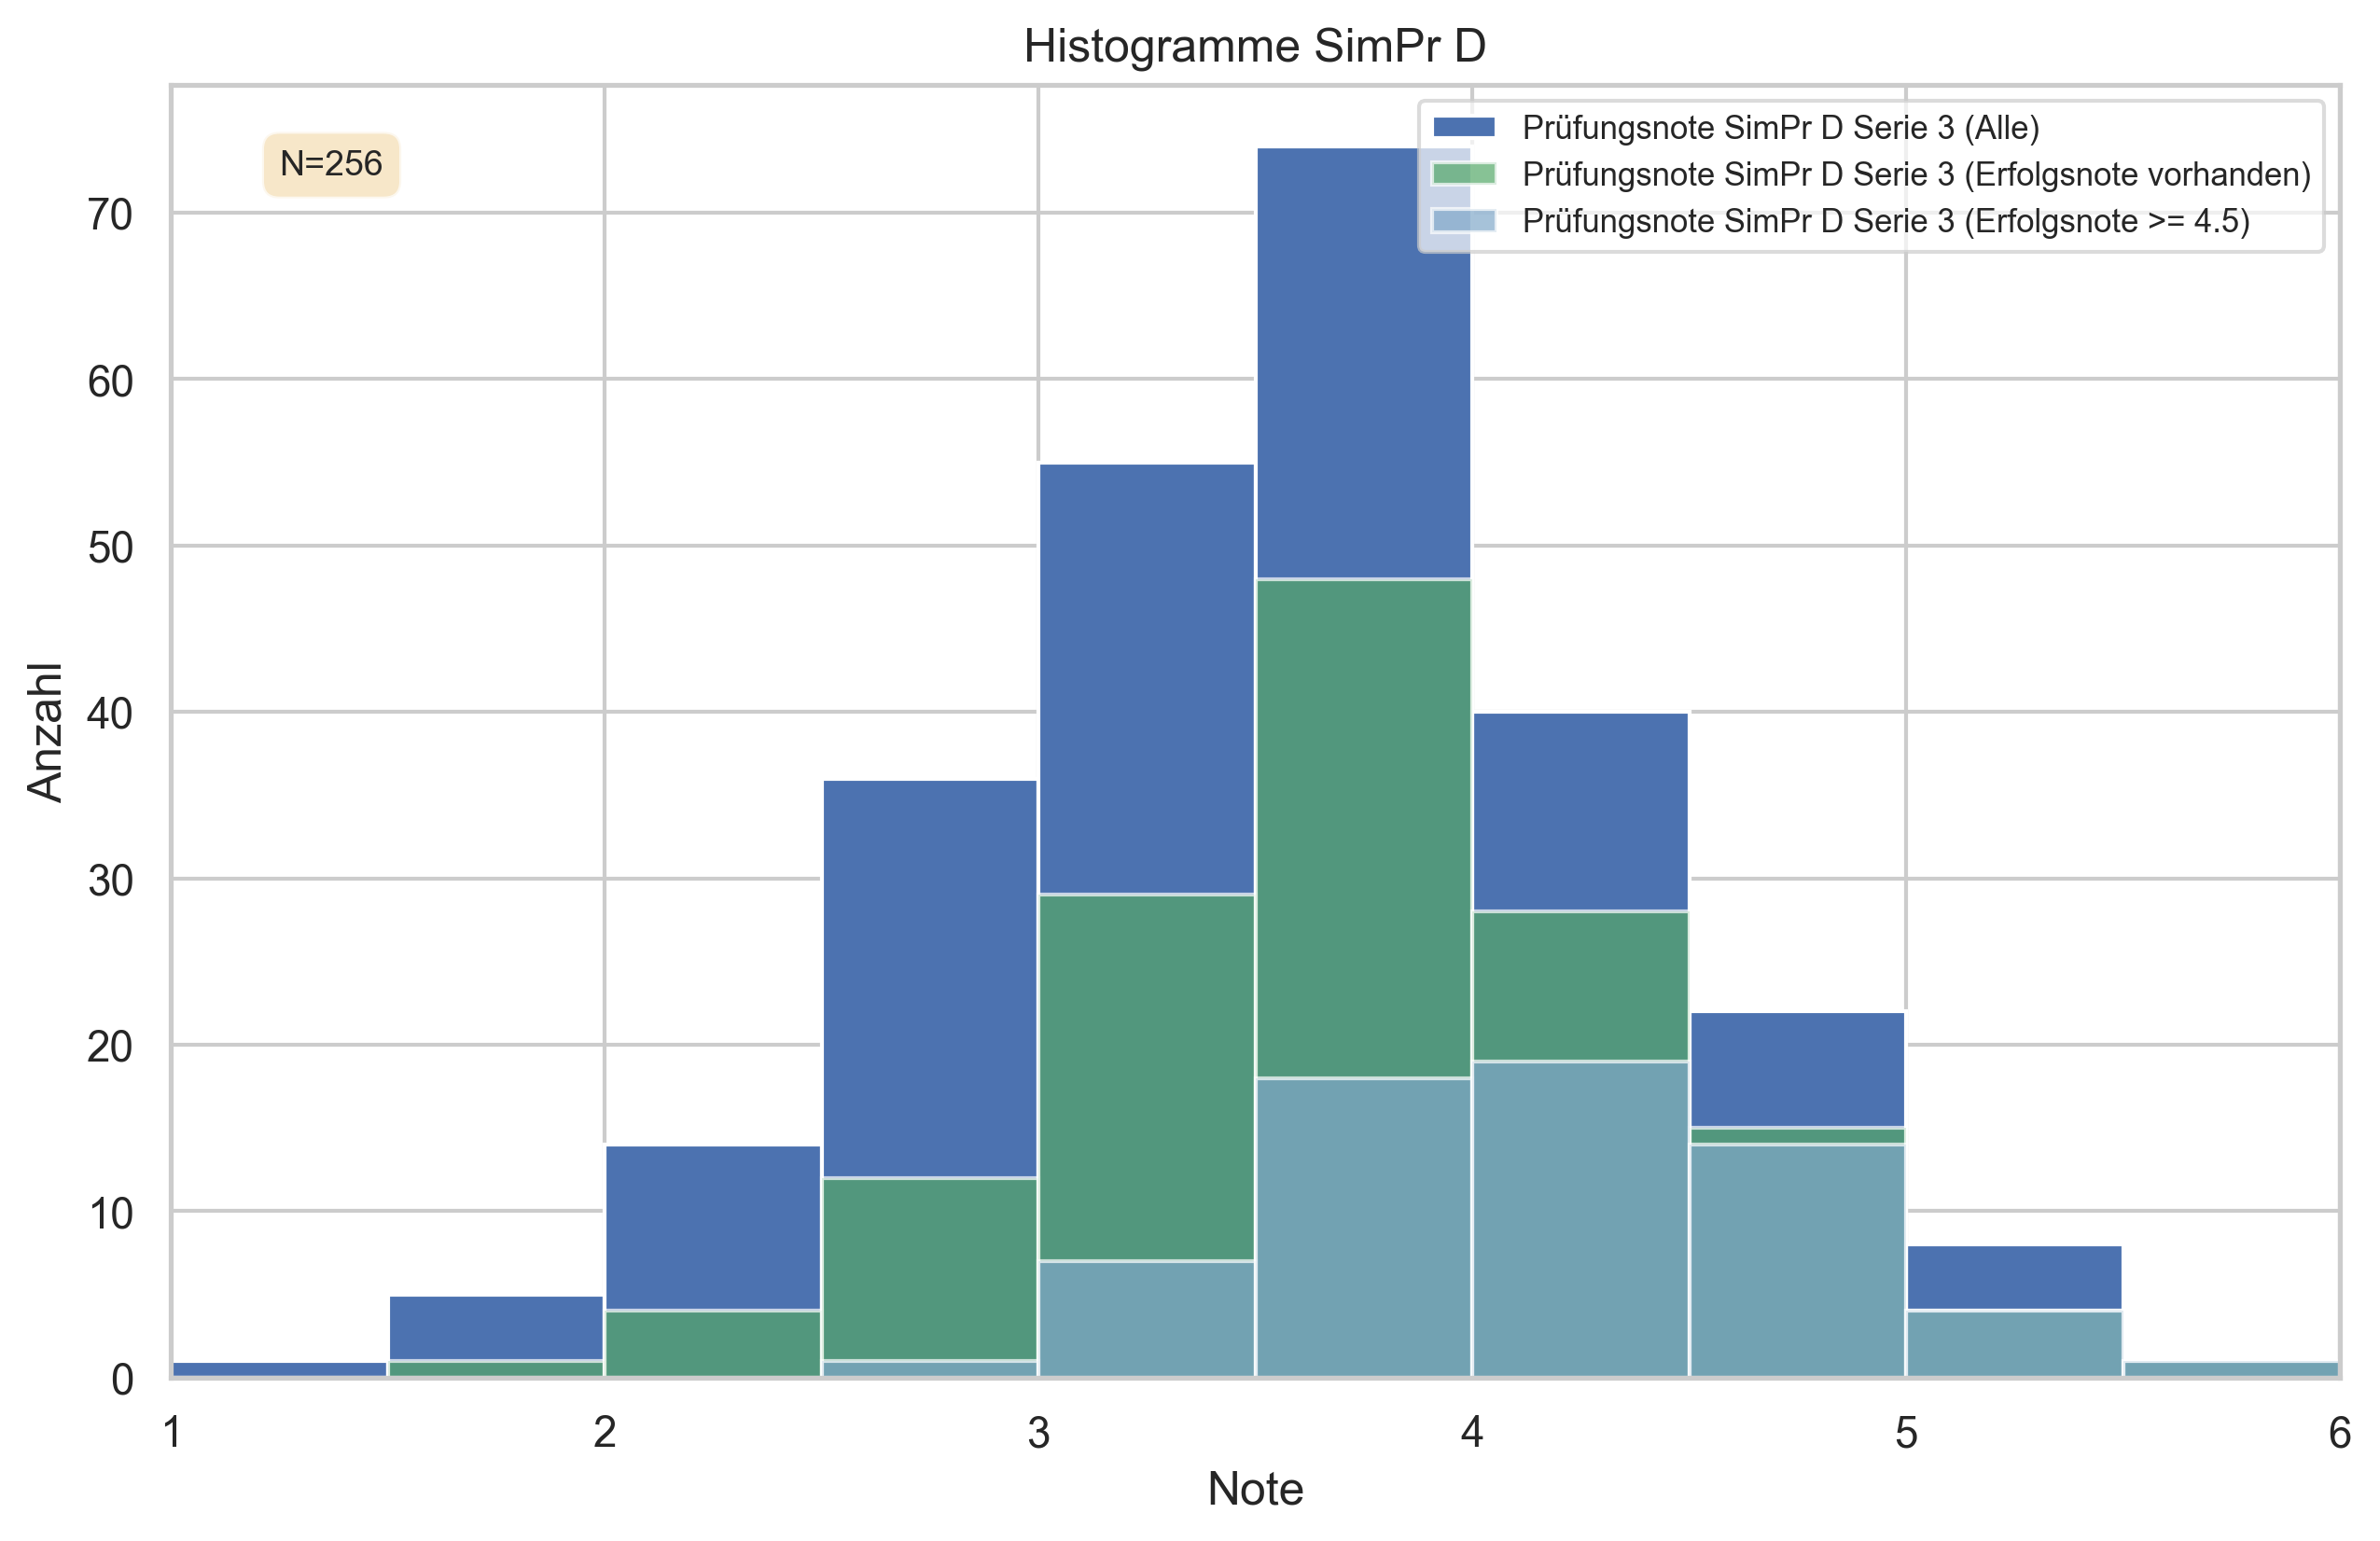 Histogramme SimPr D
N=256
Prüfungsnote SimPr D Serie 3 (Alle)
Prüfungsnote SimPr D Serie 3 (Erfolgsnote vorhanden)
Prüfungsnote SimPr D Serie 3 (Erfolgsnote >= 4.5)
70
60
50
40
30
20
10
0
Anzahl
1 2 3 4 5 6
Note